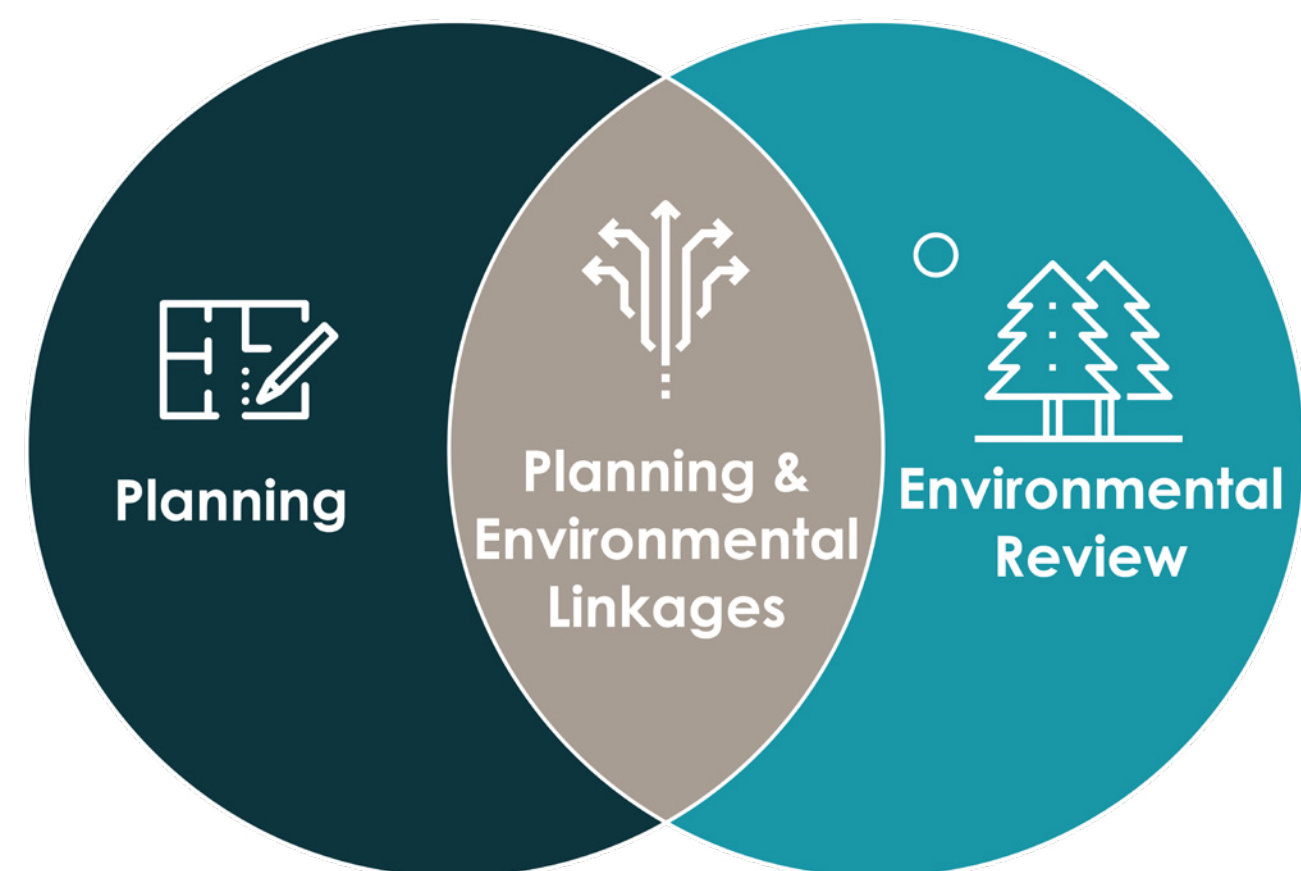 Planning
Planning &
Environmental
Linkages
Environmental
Review